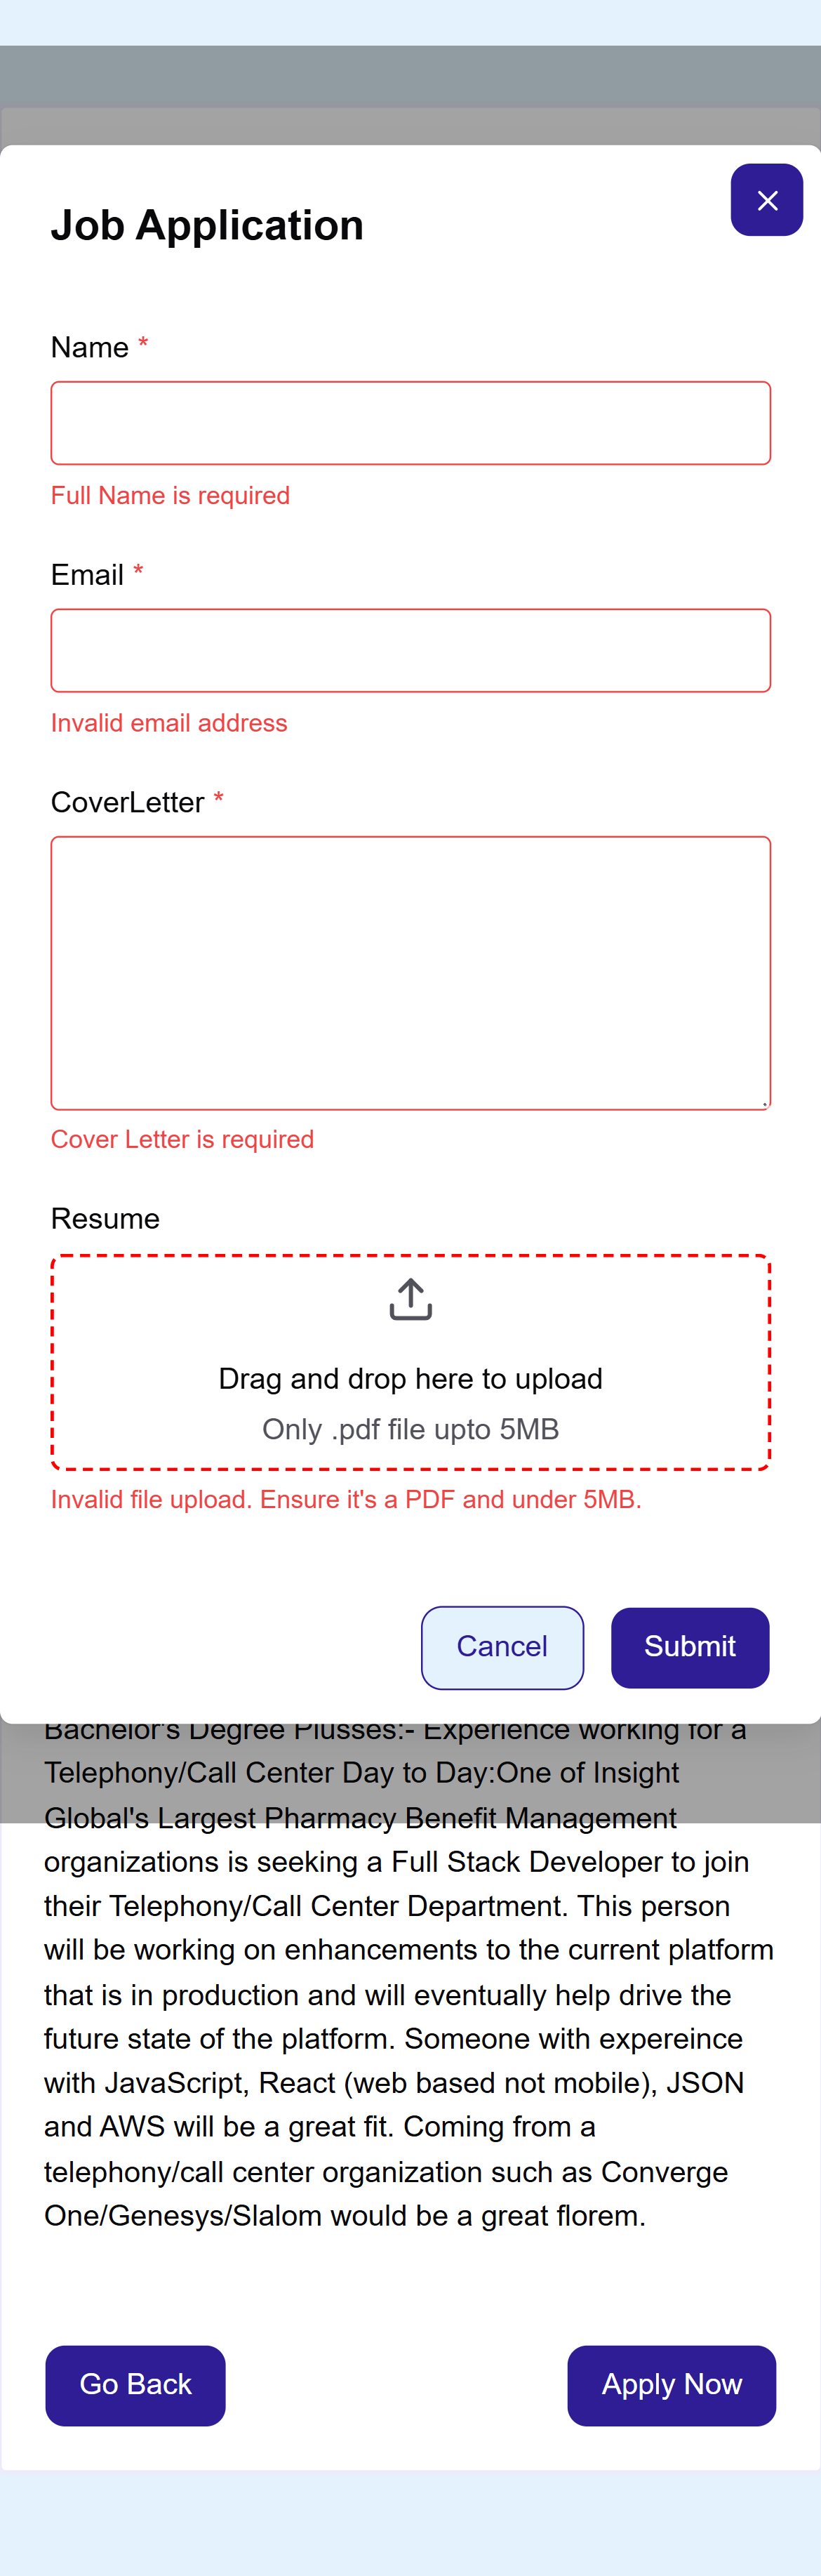 Job Application
Name *
Full Name is required
Email *
Invalid email address
CoverLetter *
Cover Letter is required
Resume
Drag and drop here to upload
Only .pdf file upto 5MB
Invalid file upload. Ensure it's a PDF and under 5MB.
Cancel
Submit
Bachelor's Degree Plusses:- Experience working for a
Telephony/Call Center Day to Day:One of Insight
Global's Largest Pharmacy Benefit Management
organizations is seeking a Full Stack Developer to join
their Telephony/Call Center Department. This person
will be working on enhancements to the current platform
that is in production and will eventually help drive the
future state of the platform. Someone with expereince
with JavaScript, React (web based not mobile), JSON
and AWS will be a great fit. Coming from a
telephony/call center organization such as Converge
One/Genesys/Slalom would be a great florem.
Go Back
Apply Now